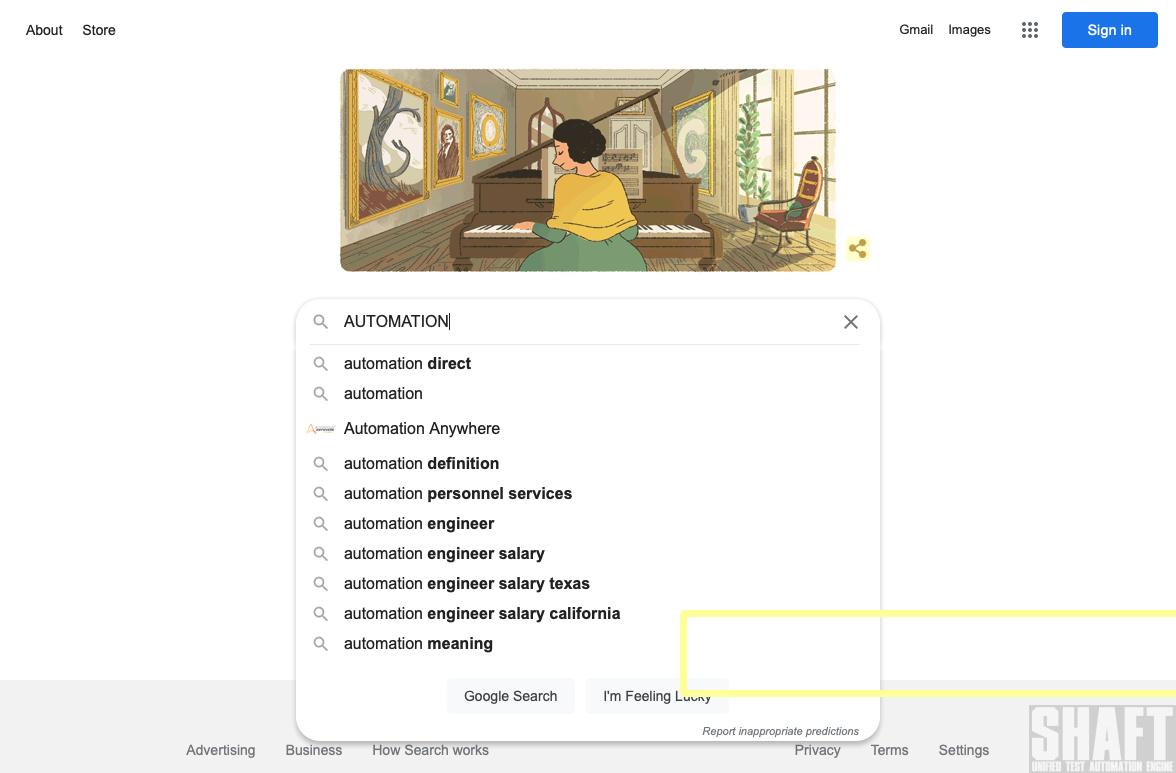 About Store Gmail Images Sign in
AUTOMATION
automation direct
automation
Automation Anywhere
automation definition
automation personnel services
automation engineer
automation engineer salary
automation engineer salary texas
automation engineer salary california
automation meaning
Google Search I'm Feeling Lucky
Report inappropriate predictions
Advertising Business How Search works Privacy Terms Settings
SHAFT
UNIFIED TEST AUTOMATION ENGINE